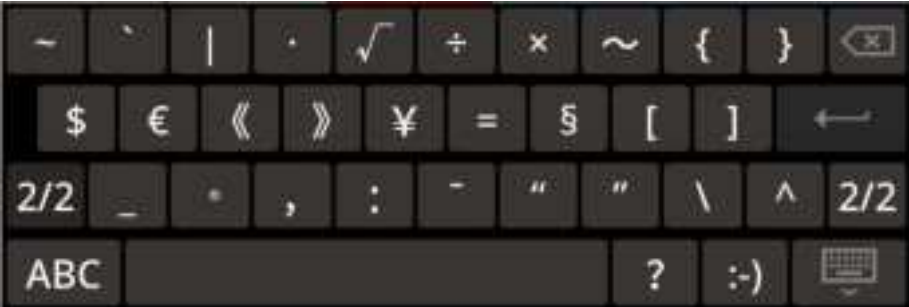 ~ ` | · √ ÷ × ～ { }
$ € 《 》 ¥ = § [ ]
2/2 _ , : ¯ “ ” \ ^ 2/2
ABC ? :-)